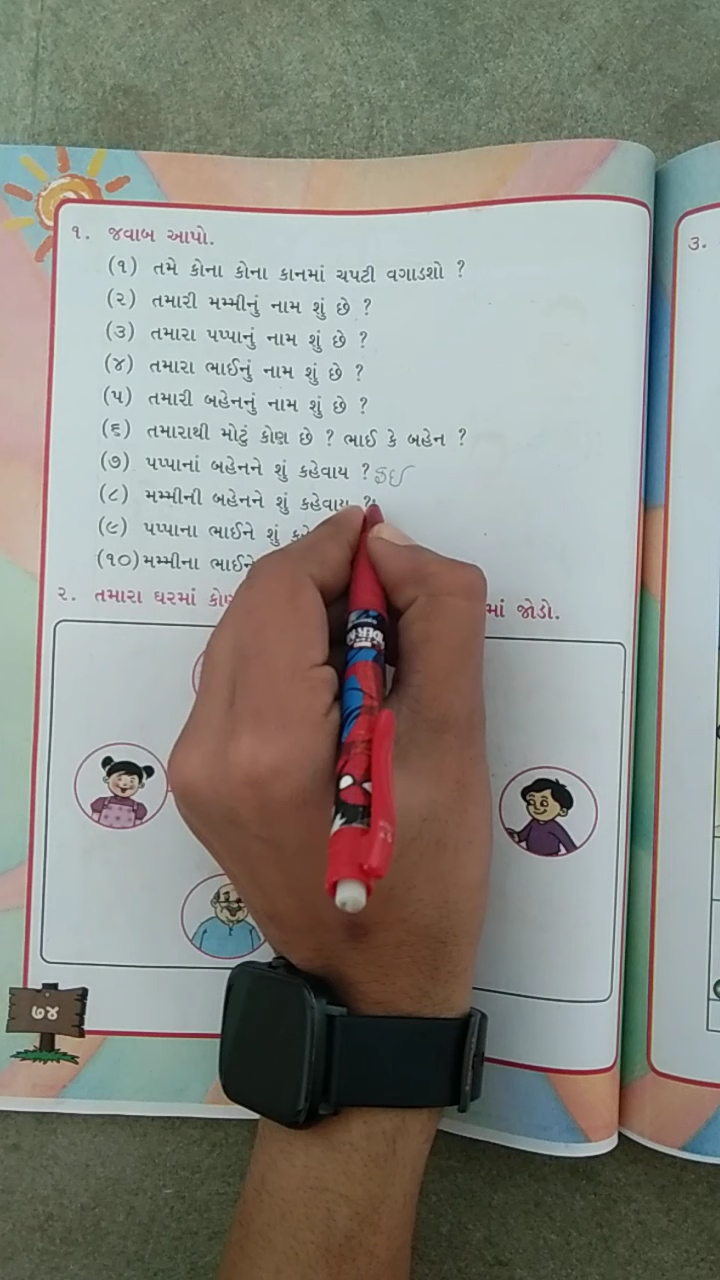 ૧. જવાબ આપો.
(૧) તમે કોના કોના કાનમાં ચપટી વગાડશો ?
(૨) તમારી મમ્મીનું નામ શું છે ?
(૩) તમારા પપ્પાનું નામ શું છે ?
(૪) તમારા ભાઈનું નામ શું છે ?
(૫) તમારી બહેનનું નામ શું છે ?
(૬) તમારાથી મોટું કોણ છે ? ભાઈ કે બહેન ?
(૭) પપ્પાનાં બહેનને શું કહેવાય ? ફઈ
(૮) મમ્મીની બહેનને શું કહેવાય ?
(૯) પપ્પાના ભાઈને શું
(૧૦) મમ્મીના ભાઈને
૨. તમારા ઘરમાં જોડો.
૭૪
૩.